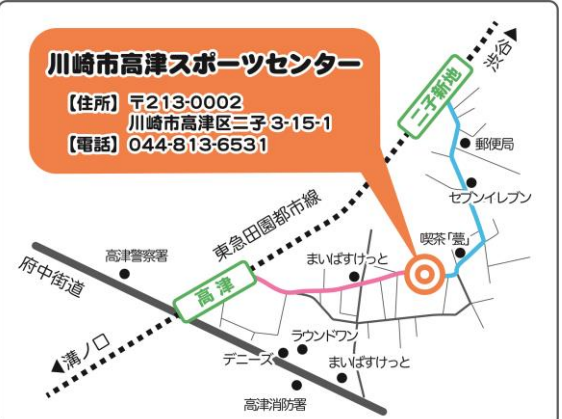 川崎市高津スポーツセンター
【住所】〒213-0002
川崎市高津区二子 3-15-1
【電話】044-813-6531
▲渋谷
二子新地
郵便局
セブンイレブン
東急田園都市線
喫茶「甍」
高津警察署
まいばすけっと
府中街道
高津
ラウンドワン
▲溝ノ口
デニーズ
まいばすけっと
高津消防署